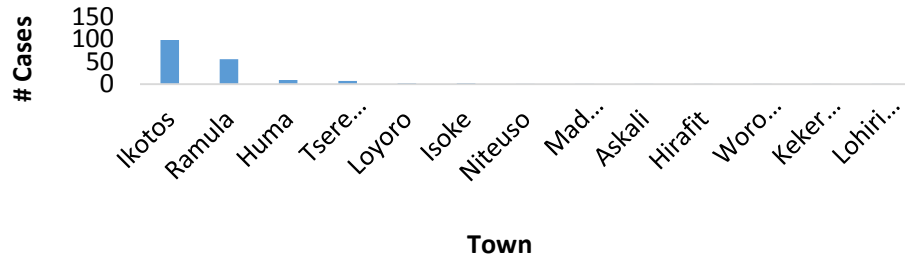 # Cases
150
100
50
0
Ikotos
Ramula
Huma
Tsere...
Loyoro
Isoke
Niteuso
Mad...
Askali
Hirafit
Woro...
Keker...
Lohiri...
Town